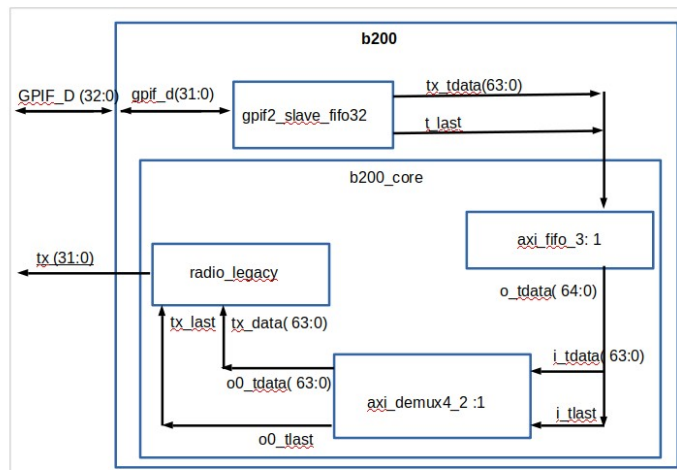 b200
GPIF_D (32:0)
gpif_d(31:0)
gpif2_slave_fifo32
tx_tdata(63:0)
t_last
b200_core
axi_fifo_3: 1
tx (31:0)
radio_legacy
o_tdata( 64:0)
tx_last
tx_data( 63:0)
i_tdata( 63:0)
o0_tdata( 63:0)
axi_demux4_2 :1
i_tlast
o0_tlast